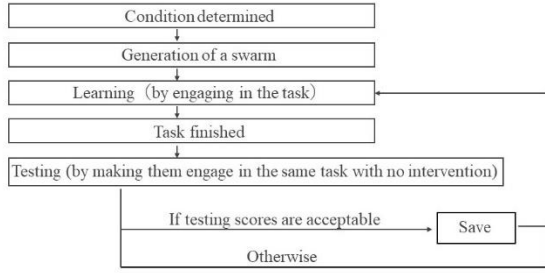 Condition determined
Generation of a swarm
Learning（by engaging in the task）
Task finished
Testing (by making them engage in the same task with no intervention)
If testing scores are acceptable
Save
Otherwise